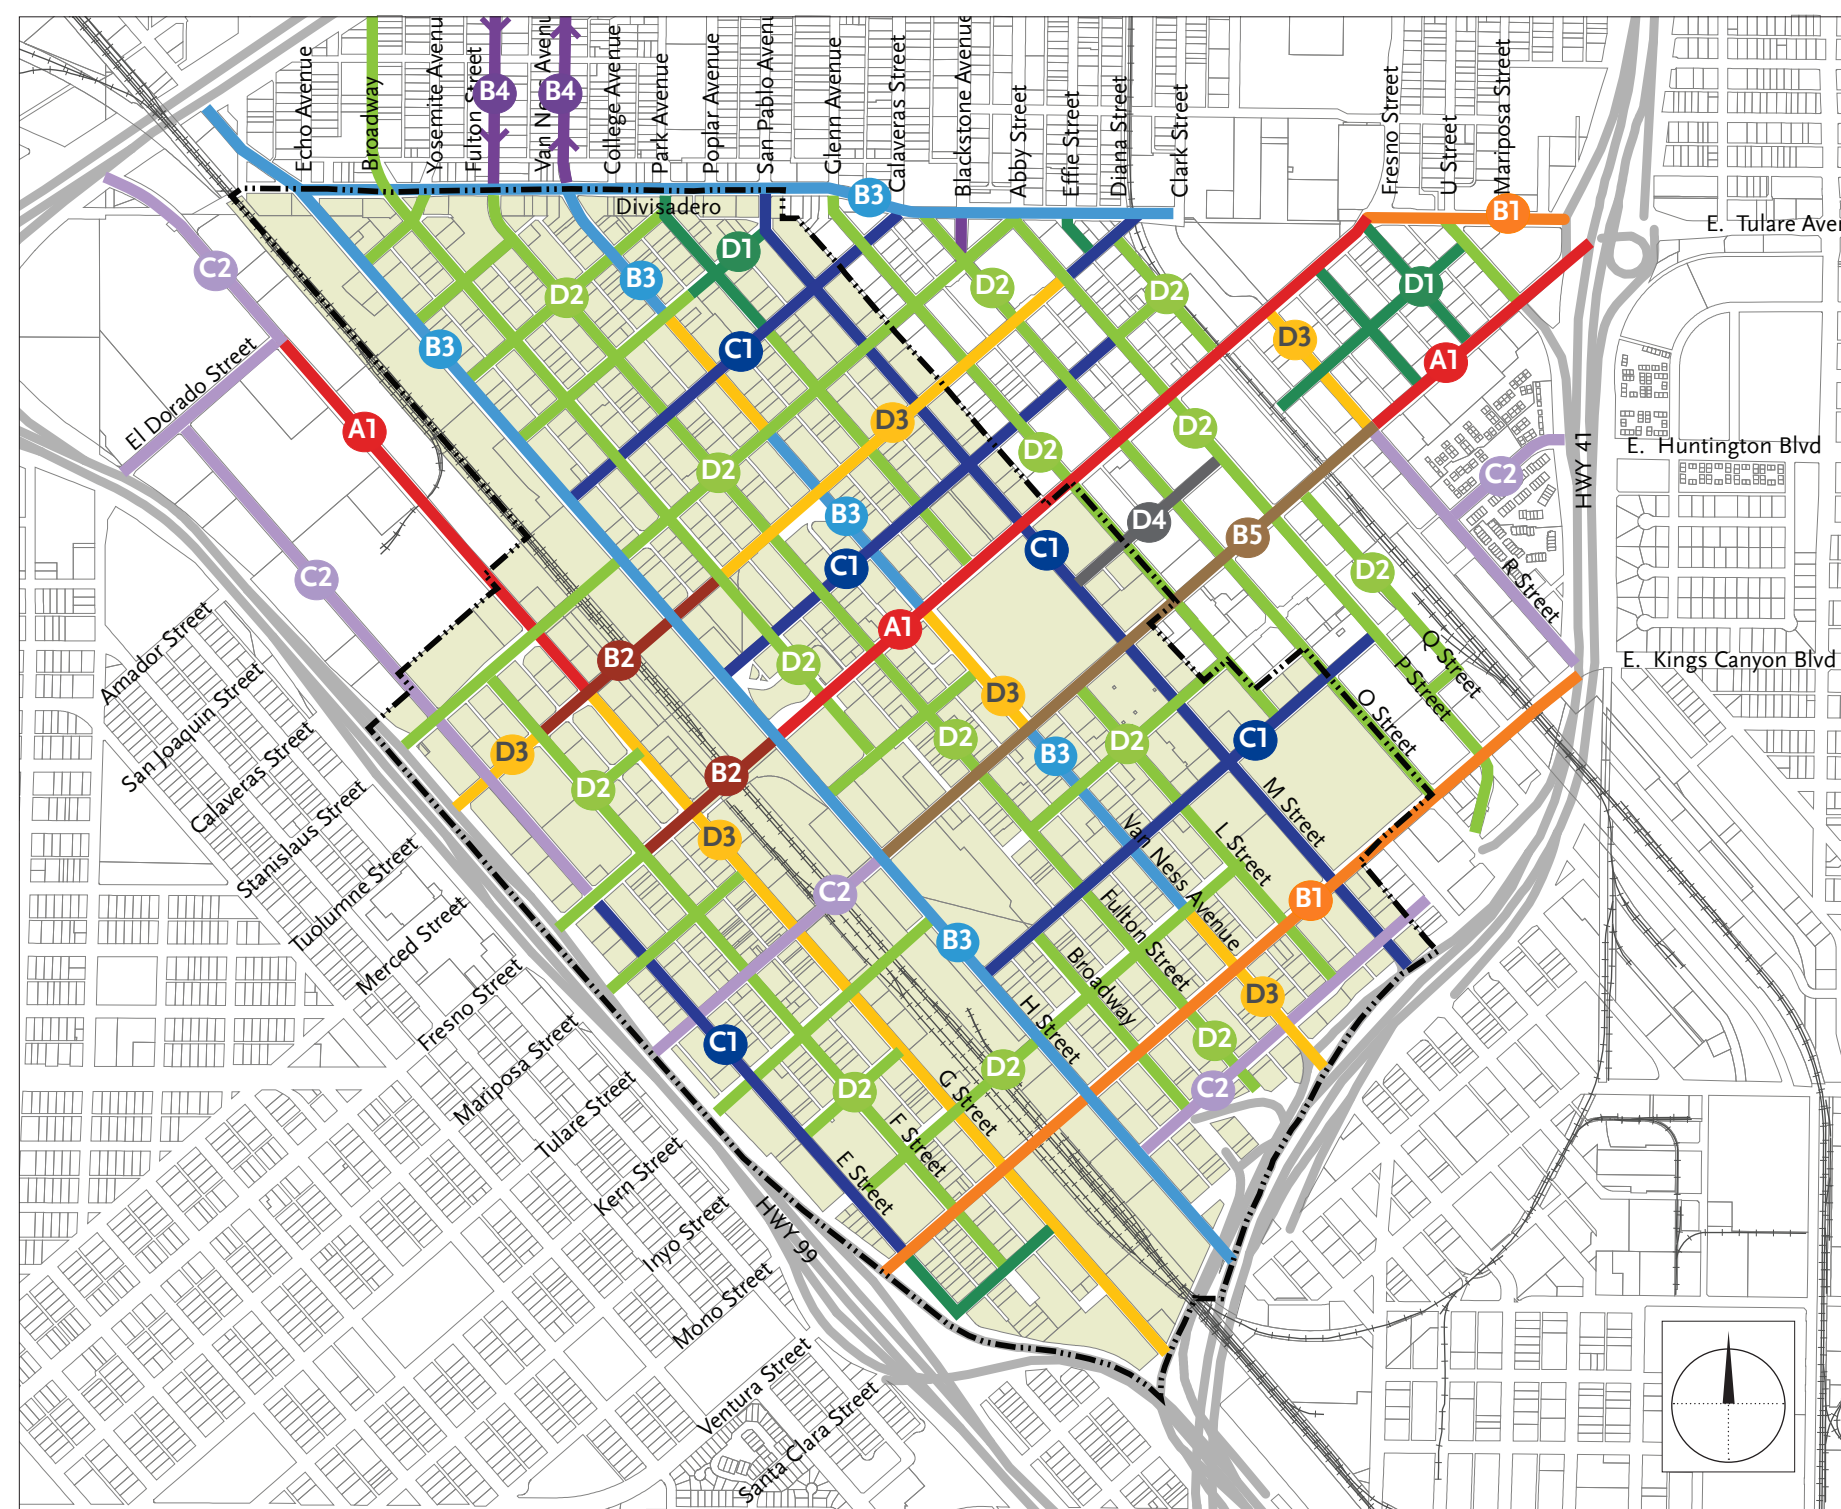 Echo Avenue
Broadway
Yosemite Avenu
Fulton Street
B4
Van Ness Avenu
B4
College Avenue
Park Avenue
Poplar Avenue
San Pablo Avenu
Glenn Avenue
Calaveras Street
Blackstone Avenue
Abby Street
Effie Street
Diana Street
Clark Street
Fresno Street
U Street
Mariposa Street
B3
Divisadero
B1
E. Tulare Aven
C2
D1
B3
D2
D2
D2
D1
El Dorado Street
B3
C1
D3
A1
A1
D3
D2
D2
E. Huntington Blvd
HWY 41
D2
C2
B3
D4
B5
C1
C1
D2
C2
R Street
Amador Street
A1
Q Street
B2
D2
P Street
E. Kings Canyon Blvd
San Joaquin Street
D3
O Street
Calaveras Street
D3
D2
B3
D2
C1
Stanislaus Street
D2
B2
M Street
Tuolumne Street
D3
Van Ness Avenue
L Street
Merced Street
C2
Fulton Street
B1
Fresno Street
B3
Broadway
D3
Mariposa Street
C1
H Street
D2
Tulare Street
D2
D2
G Street
C2
Kern Street
F Street
E Street
Inyo Street
HWY 99
Mono Street
Ventura Street
Santa Clara Street